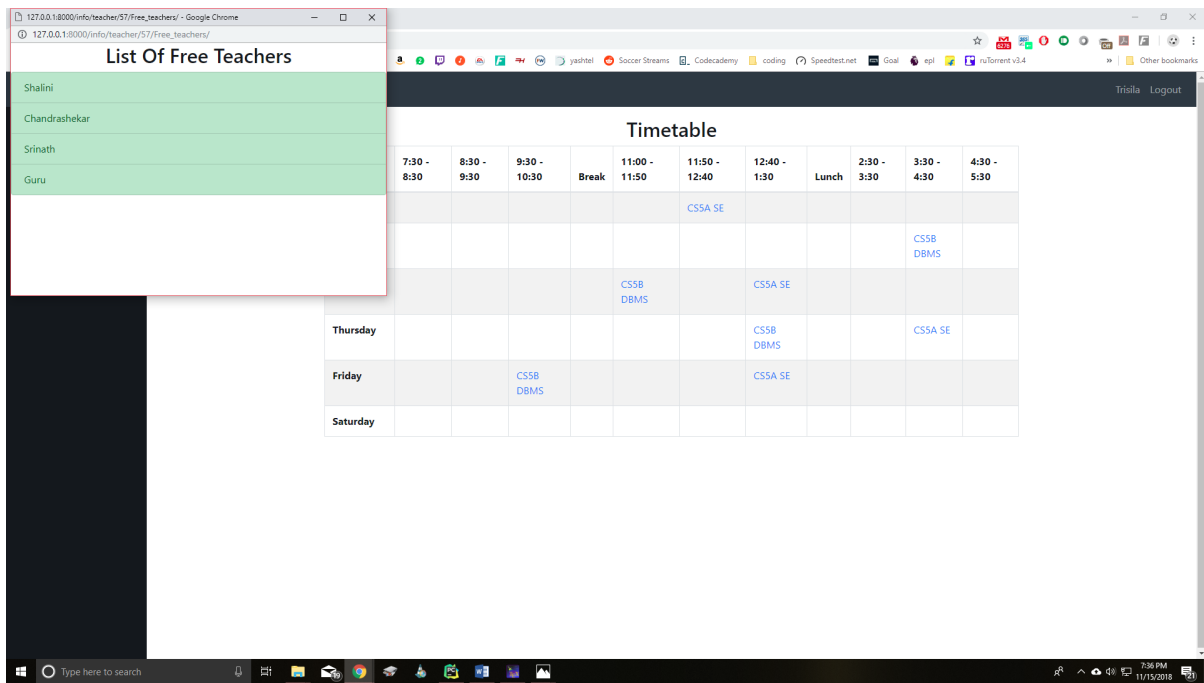 127.0.0.1:8000/info/teacher/57/Free_teachers/ - Google Chrome
127.0.0.1:8000/info/teacher/57/Free_teachers/
List Of Free Teachers
Shalini
Chandrashekar
Srinath
Guru
yashtel Soccer Streams Codecademy coding Speedtest.net Goal epl ruTorrent v3.4 » Other bookmarks
Trisila Logout
Timetable
7:30 - 8:30 8:30 - 9:30 9:30 - 10:30 Break 11:00 - 11:50 11:50 - 12:40 12:40 - 1:30 Lunch 2:30 - 3:30 3:30 - 4:30 4:30 - 5:30
CS5A SE
CS5B DBMS
CS5B DBMS CS5A SE
Thursday CS5B DBMS CS5A SE
Friday CS5B DBMS CS5A SE
Saturday
Type here to search
7:36 PM
11/15/2018